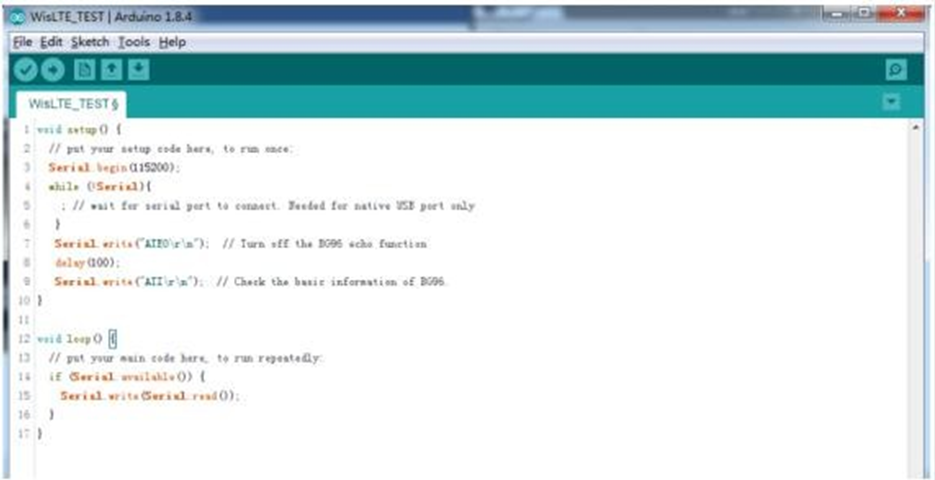 WisLTE_TEST | Arduino 1.8.4
File Edit Sketch Tools Help
WisLTE_TEST §
1 void setup() {
2 // put your setup code here, to run once:
3 Serial.begin(115200);
4 while (!Serial){
5 ; // wait for serial port to connect. Needed for native USB port only
6 }
7 Serial.write("ATE0\r\n"); // Turn off the BG96 echo function
8 delay(100);
9 Serial.write("ATI\r\n"); // Check the basic information of BG96.
10 }
11
12 void loop() {
13 // put your main code here, to run repeatedly:
14 if (Serial.available()) {
15 Serial.write(Serial.read());
16 }
17 }